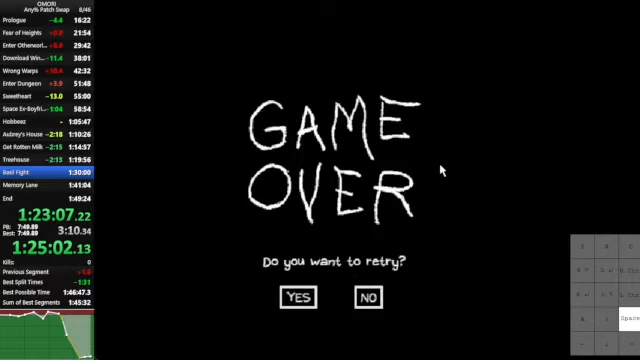 OMORI
Any% Patch Swap 8/46
Prologue -4.4 16:22
Fear of Heights +0.8 21:54
Enter Otherworl... +8.9 29:42
Download Win... -11.4 38:01
Wrong Warps +10.4 42:32
Enter Dungeon +3.9 51:48
Sweetheart -13.0 55:00
Space Ex-Boyfri... -1:04 58:54
Hobbeez - 1:05:47
Aubrey's House -2:18 1:10:26
Get Rotten Milk -2:15 1:14:57
Treehouse -2:13 1:19:56
Basil Fight 1:30:00
Memory Lane 1:41:04
End 1:49:24
1:23:07.22
PB: 7:49.89
Best: 7:49.89 3:10.34
1:25:02.13
Kills: 0
Previous Segment +1.6
Best Split Times -1:31
Best Possible Time 1:46:47.3
Sum of Best Segments 1:45:32
GAME
OVER
Do you want to retry?
YES NO
Space